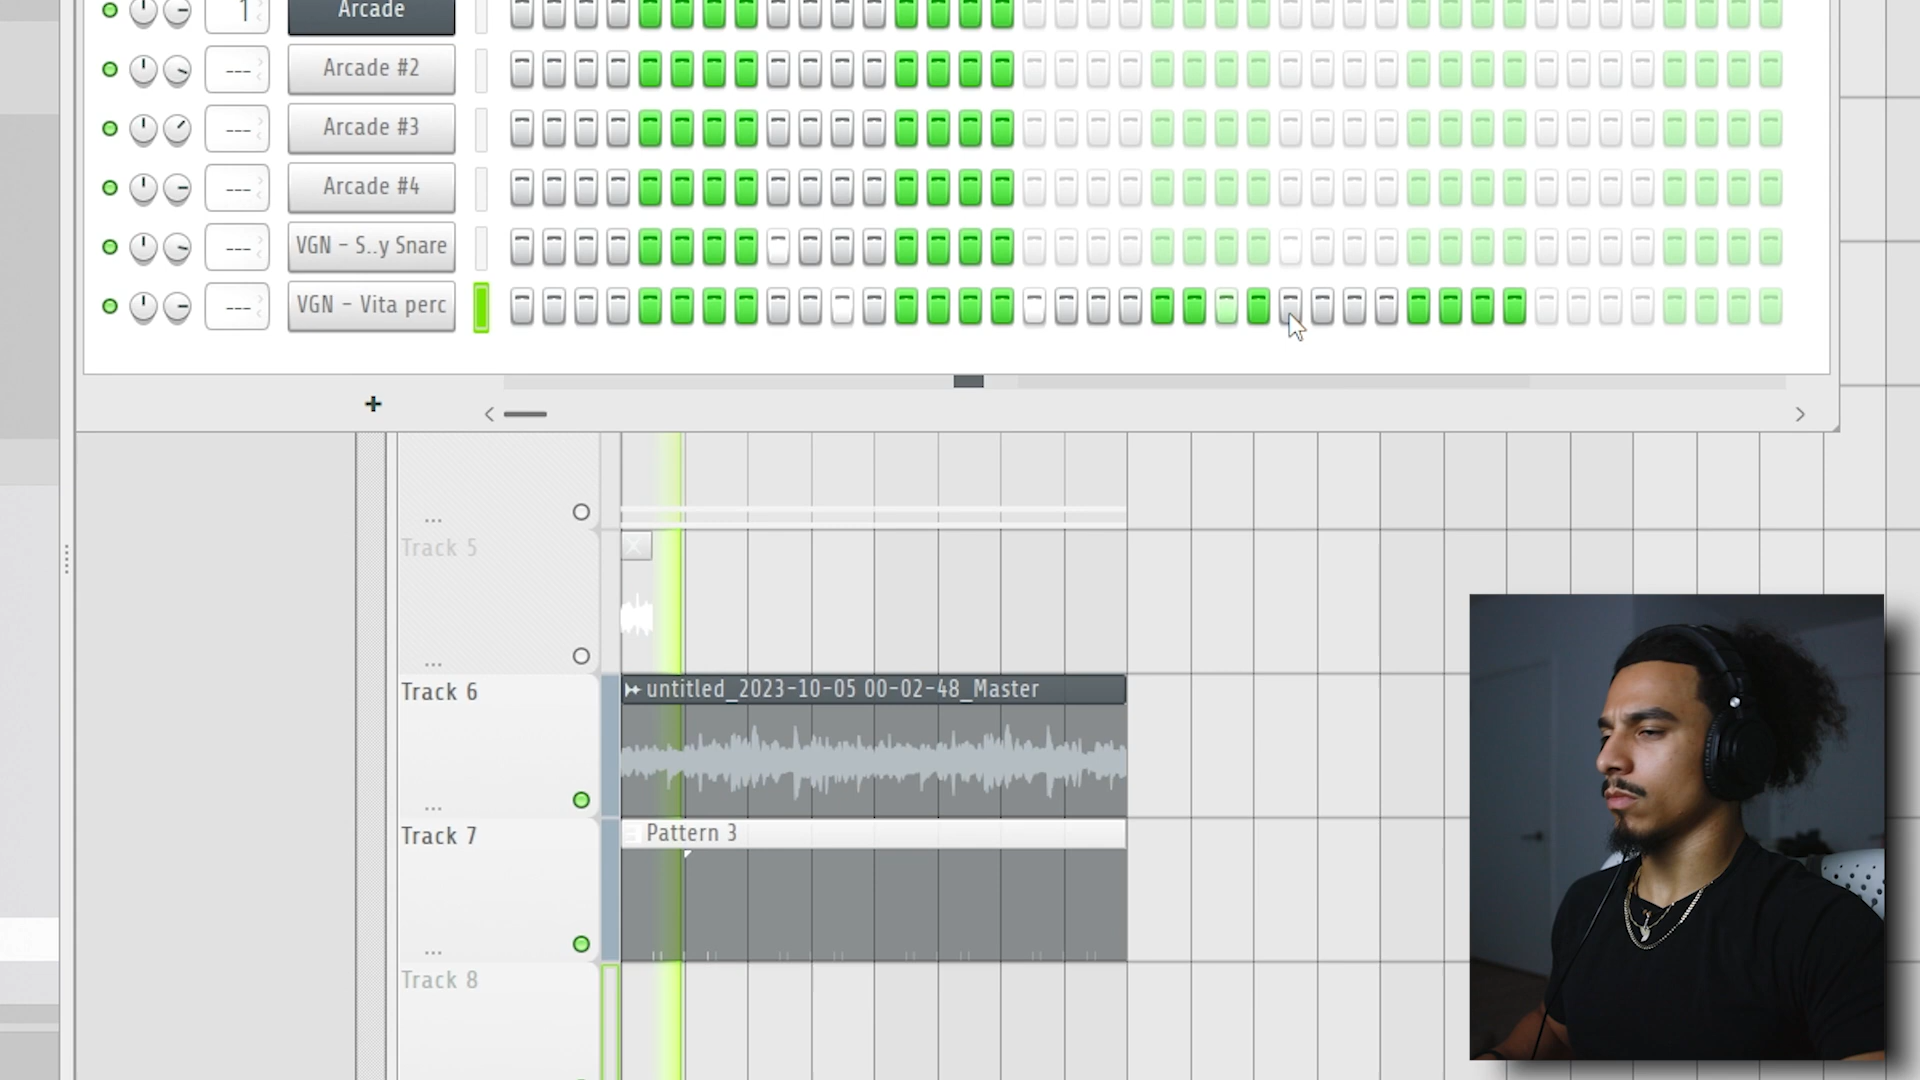 1
Arcade
---
Arcade #2
---
Arcade #3
---
Arcade #4
---
VGN - S..y Snare
---
VGN - Vita perc
+
...
Track 5
...
Track 6
untitled_2023-10-05 00-02-48_Master
...
Track 7
Pattern 3
...
Track 8